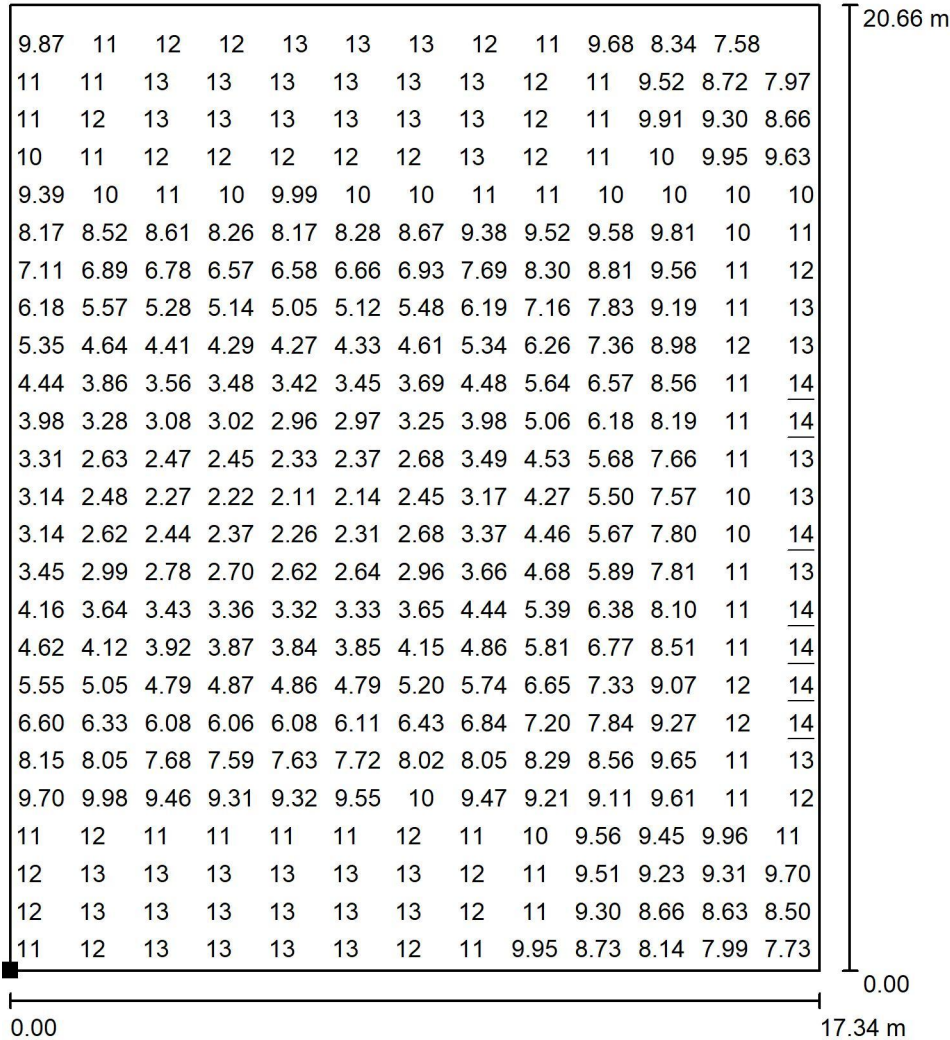 20.66 m
9.87 11 12 12 13 13 13 12 11 9.68 8.34 7.58
11 11 13 13 13 13 13 13 12 11 9.52 8.72 7.97
11 12 13 13 13 13 13 13 12 11 9.91 9.30 8.66
10 11 12 12 12 12 12 13 12 11 10 9.95 9.63
9.39 10 11 10 9.99 10 10 11 11 10 10 10 10
8.17 8.52 8.61 8.26 8.17 8.28 8.67 9.38 9.52 9.58 9.81 10 11
7.11 6.89 6.78 6.57 6.58 6.66 6.93 7.69 8.30 8.81 9.56 11 12
6.18 5.57 5.28 5.14 5.05 5.12 5.48 6.19 7.16 7.83 9.19 11 13
5.35 4.64 4.41 4.29 4.27 4.33 4.61 5.34 6.26 7.36 8.98 12 13
4.44 3.86 3.56 3.48 3.42 3.45 3.69 4.48 5.64 6.57 8.56 11 14
3.98 3.28 3.08 3.02 2.96 2.97 3.25 3.98 5.06 6.18 8.19 11 14
3.31 2.63 2.47 2.45 2.33 2.37 2.68 3.49 4.53 5.68 7.66 11 13
3.14 2.48 2.27 2.22 2.11 2.14 2.45 3.17 4.27 5.50 7.57 10 13
3.14 2.62 2.44 2.37 2.26 2.31 2.68 3.37 4.46 5.67 7.80 10 14
3.45 2.99 2.78 2.70 2.62 2.64 2.96 3.66 4.68 5.89 7.81 11 13
4.16 3.64 3.43 3.36 3.32 3.33 3.65 4.44 5.39 6.38 8.10 11 14
4.62 4.12 3.92 3.87 3.84 3.85 4.15 4.86 5.81 6.77 8.51 11 14
5.55 5.05 4.79 4.87 4.86 4.79 5.20 5.74 6.65 7.33 9.07 12 14
6.60 6.33 6.08 6.06 6.08 6.11 6.43 6.84 7.20 7.84 9.27 12 14
8.15 8.05 7.68 7.59 7.63 7.72 8.02 8.05 8.29 8.56 9.65 11 13
9.70 9.98 9.46 9.31 9.32 9.55 10 9.47 9.21 9.11 9.61 11 12
11 12 11 11 11 11 12 11 10 9.56 9.45 9.96 11
12 13 13 13 13 13 13 12 11 9.51 9.23 9.31 9.70
12 13 13 13 13 13 13 12 11 9.30 8.66 8.63 8.50
11 12 13 13 13 13 12 11 9.95 8.73 8.14 7.99 7.73
0.00
0.00 17.34 m